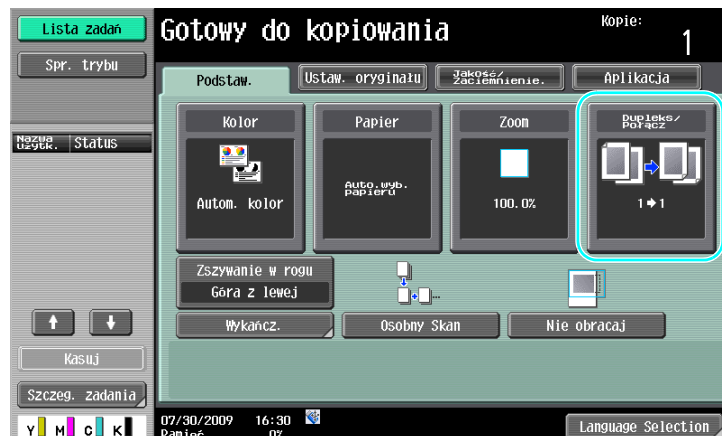 Lista zadań
Gotowy do kopiowania
Kopie:
1
Spr. trybu
Podstaw.
Ustaw. oryginału
Jakość/
zaciemnienie.
Aplikacja
Nazwa
użytk.
Status
Kolor
Papier
Zoom
Dupleks/
Połącz
Autom. kolor
Auto.wyb.
papieru
100.0%
1➔1
Zszywanie w rogu
Góra z lewej
Wykańcz.
Osobny Skan
Nie obracaj
Kasuj
Szczeg. zadania
Y M C K
07/30/2009 16:30
Pamięć 0%
Language Selection